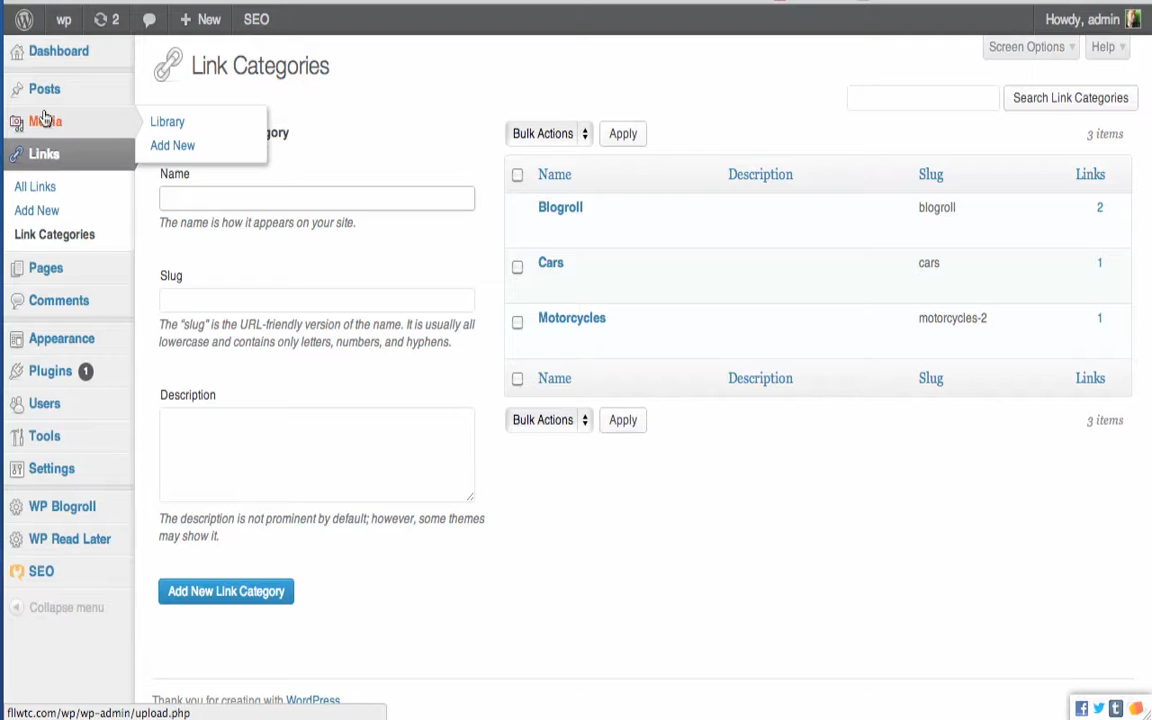 wp 2 + New SEO Howdy, admin
Dashboard
Posts
Media
Links
All Links
Add New
Link Categories
Pages
Comments
Appearance
Plugins 1
Users
Tools
Settings
WP Blogroll
WP Read Later
SEO
Collapse menu
Library
Add New
Link Categories
Screen Options
Help
Search Link Categories
gory
Name
The name is how it appears on your site.
Slug
The "slug" is the URL-friendly version of the name. It is usually all
lowercase and contains only letters, numbers, and hyphens.
Description
The description is not prominent by default; however, some themes
may show it.
Add New Link Category
Bulk Actions Apply 3 items
Name Description Slug Links
Blogroll blogroll 2
Cars cars 1
Motorcycles motorcycles-2 1
Name Description Slug Links
Bulk Actions Apply 3 items
Thank you for creating with WordPress
fllwtc.com/wp/wp-admin/upload.php